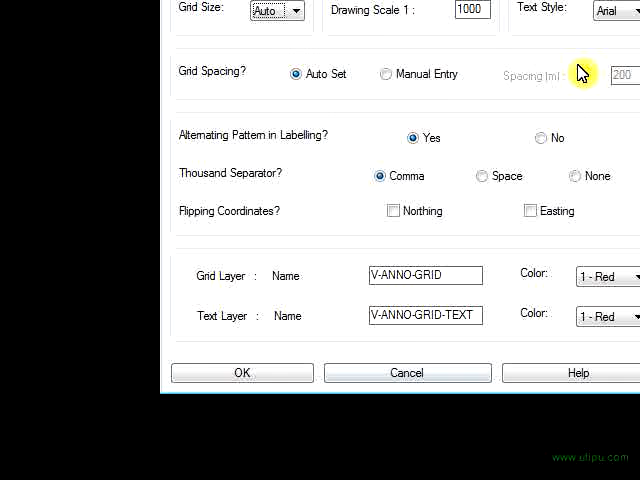 Grid Size: Auto Drawing Scale 1 : 1000 Text Style: Arial
Grid Spacing? Auto Set Manual Entry Spacing [m] : 200
Alternating Pattern in Labelling? Yes No
Thousand Separator? Comma Space None
Flipping Coordinates? Northing Easting
Grid Layer : Name V-ANNO-GRID Color: 1 - Red
Text Layer : Name V-ANNO-GRID-TEXT Color: 1 - Red
OK Cancel Help
www.ulipu.com